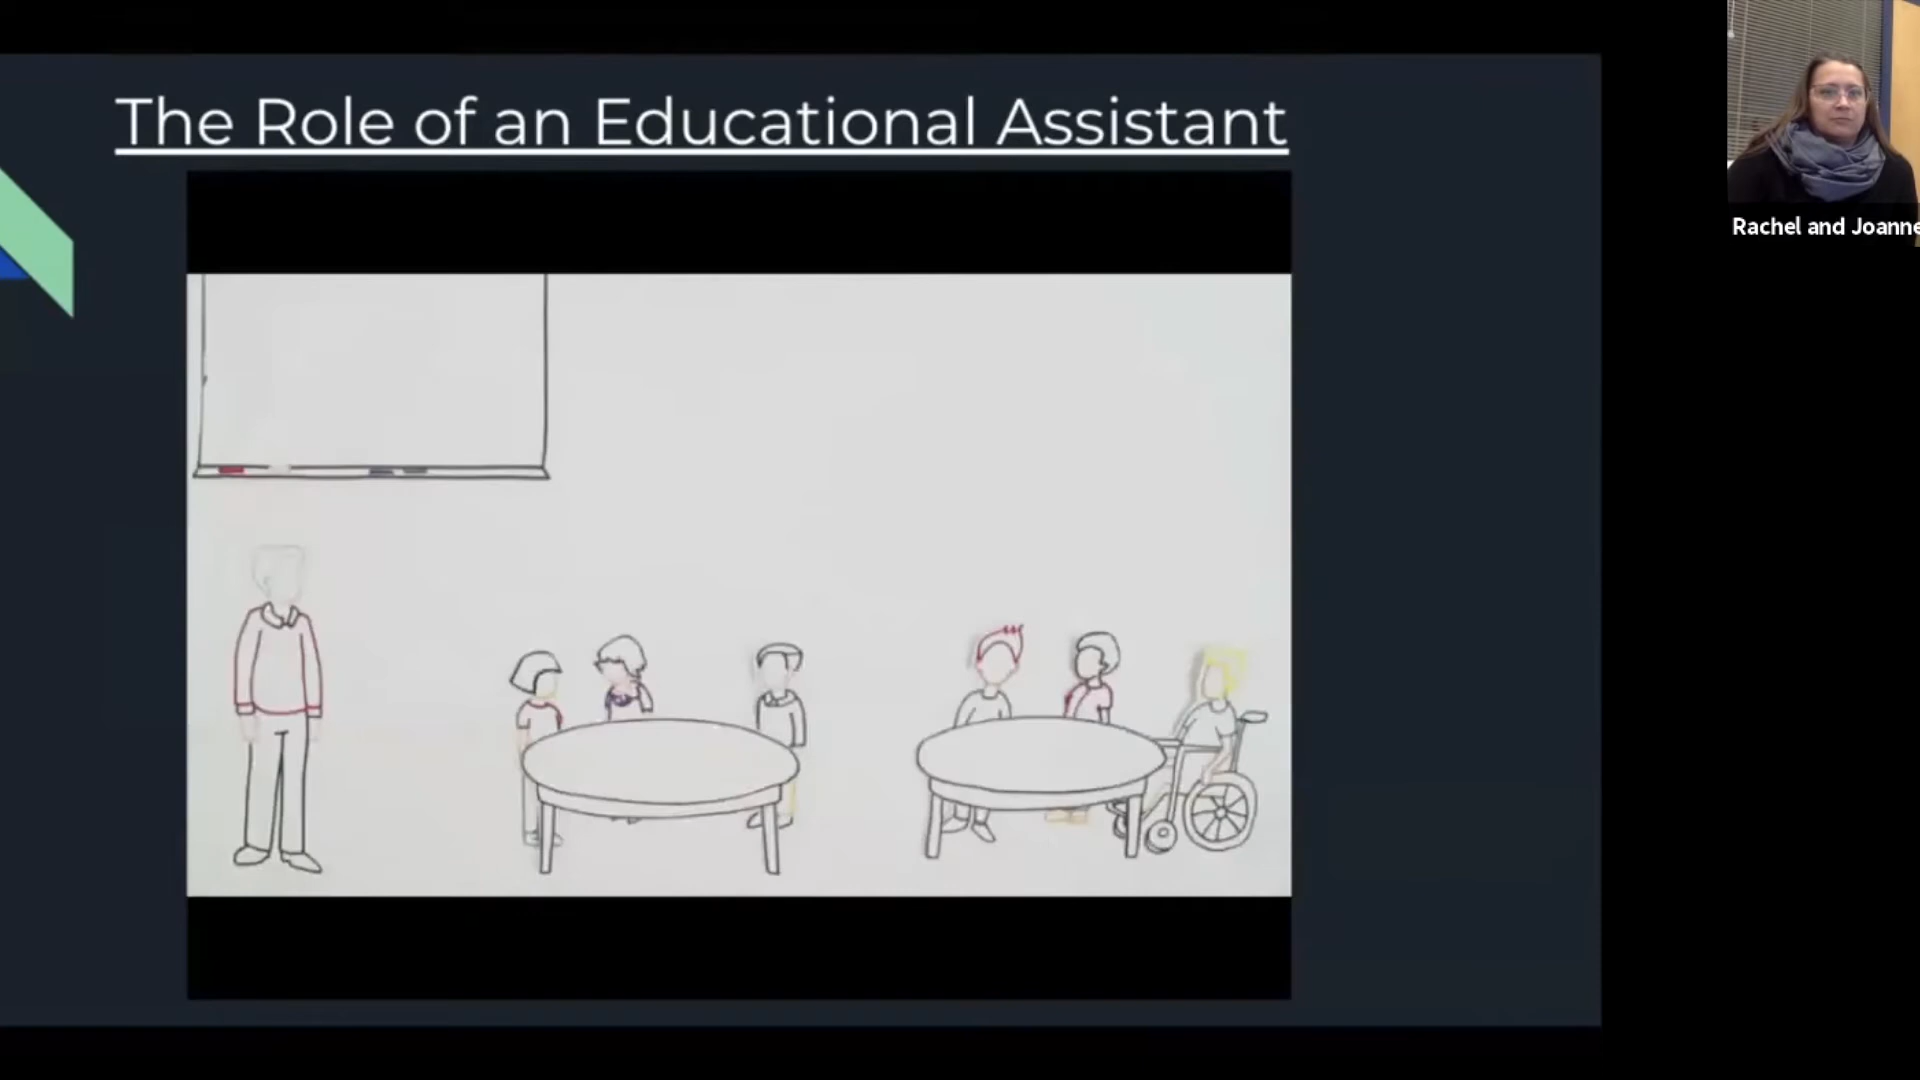 The Role of an Educational Assistant
Rachel and Joanne